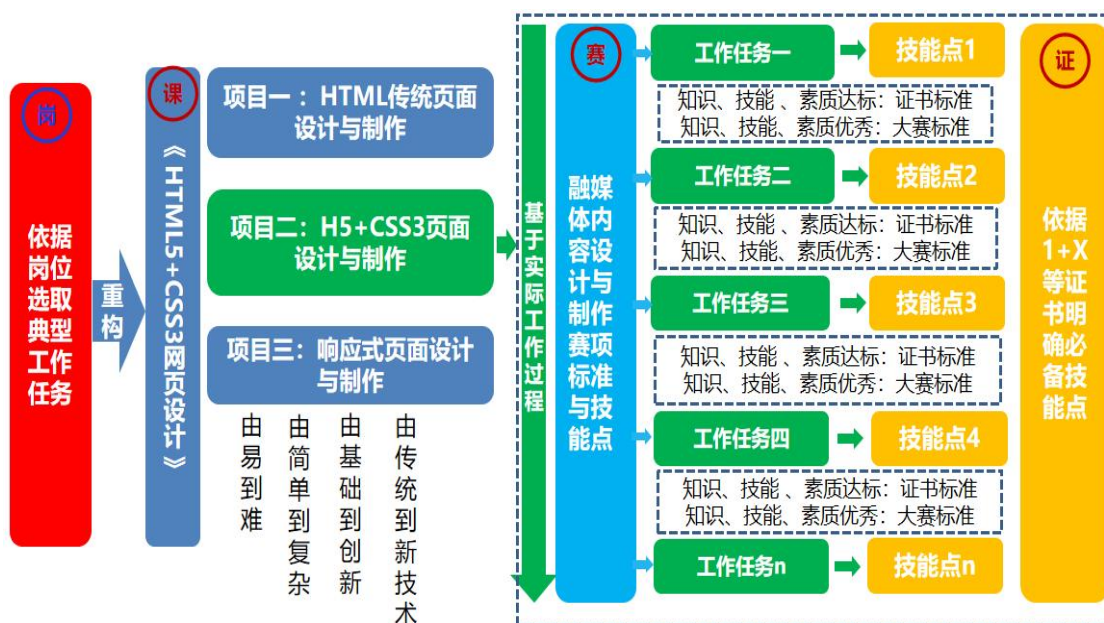 岗
依据
岗位
选取
典型
工作
任务
重
构
课
《HTML5+CSS3网页设计》
项目一 ：HTML传统页面
设计与制作
项目二：H5+CSS3页面
设计与制作
项目三：响应式页面设计
与制作
由易到难
由简单到复杂
由基础到创新
由传统到新技术
基于实际工作过程
赛
融媒
体内
容设
计与
制作
赛项
标准
与技
能点
工作任务一
技能点1
知识、技能 、素质达标：证书标准
知识、技能、素质优秀：大赛标准
工作任务二
技能点2
知识、技能 、素质达标：证书标准
知识、技能、素质优秀：大赛标准
工作任务三
技能点3
知识、技能 、素质达标：证书标准
知识、技能、素质优秀：大赛标准
工作任务四
技能点4
知识、技能 、素质达标：证书标准
知识、技能、素质优秀：大赛标准
工作任务n
技能点n
证
依据
1+X
等证
书明
确必
备技
能点